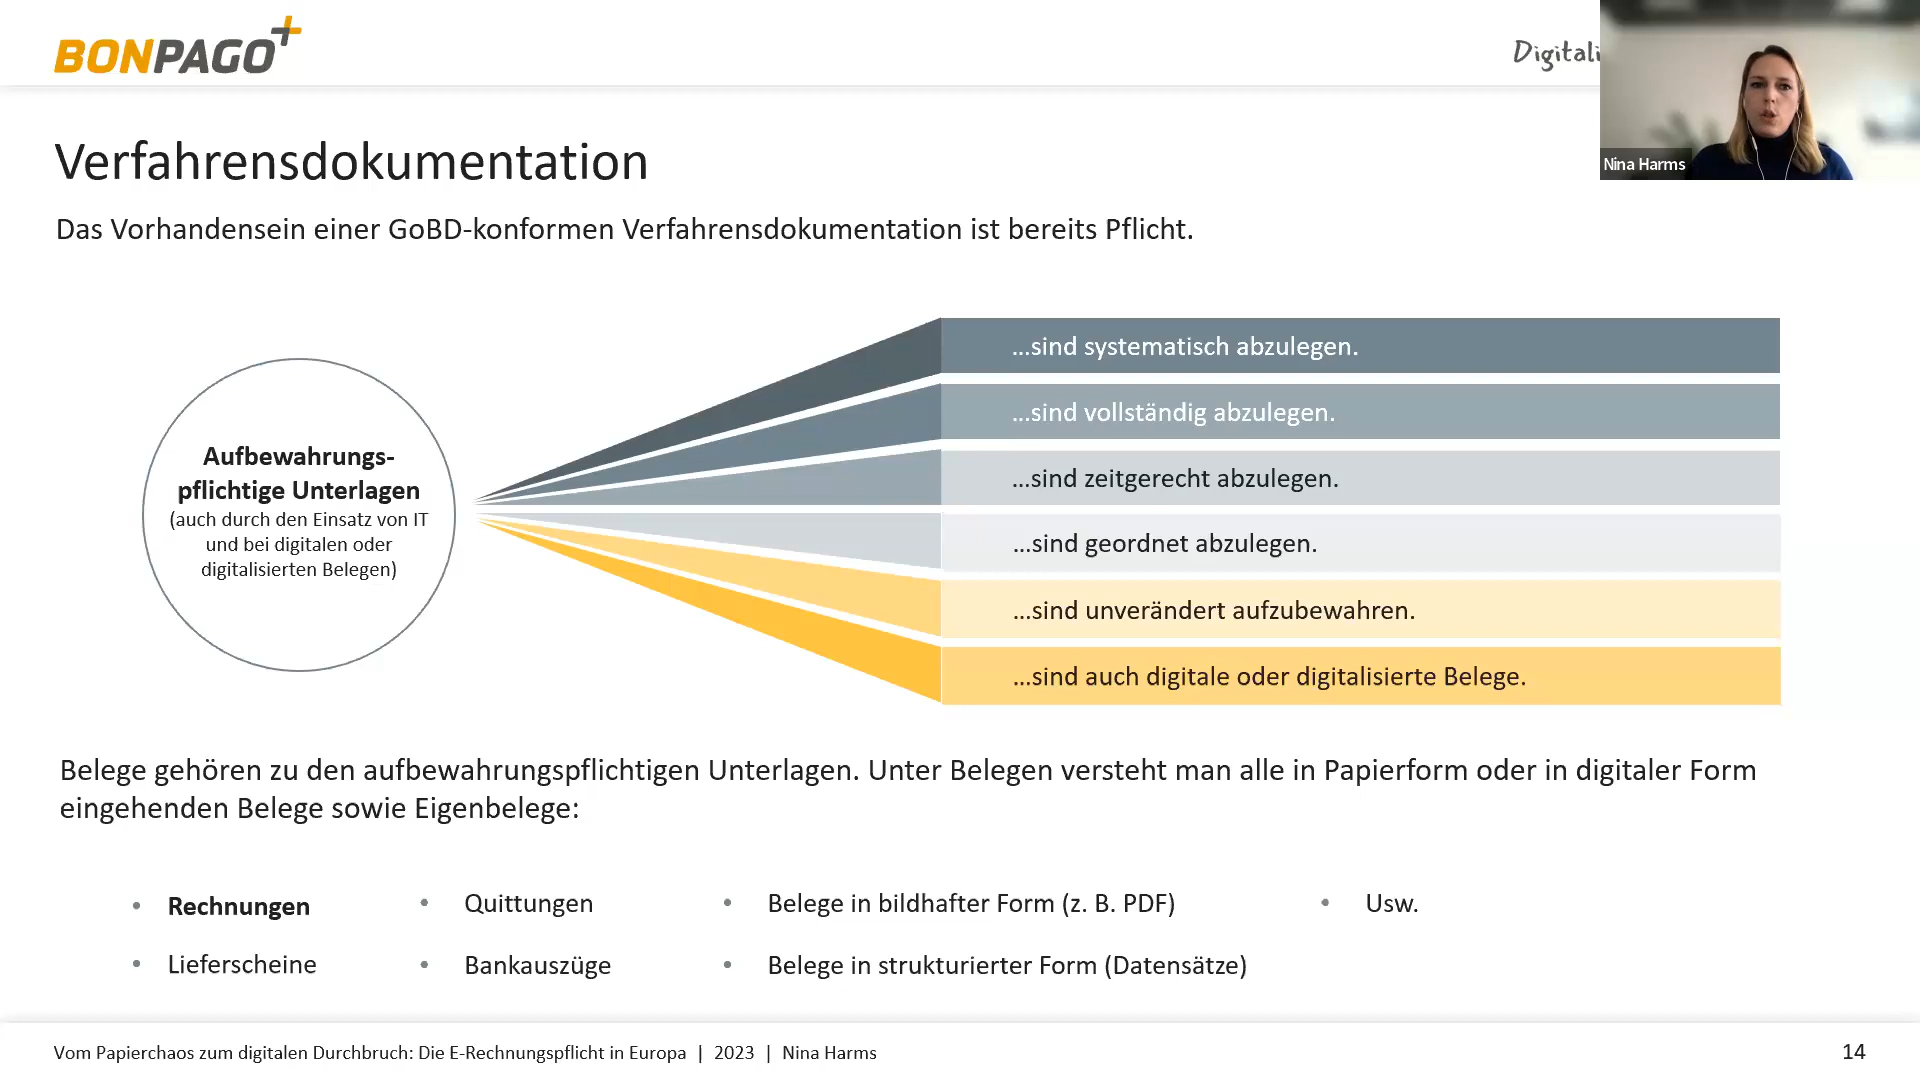 BONPAGO
Digitali
Nina Harms
Verfahrensdokumentation
Das Vorhandensein einer GoBD-konformen Verfahrensdokumentation ist bereits Pflicht.
Aufbewahrungs-
pflichtige Unterlagen
(auch durch den Einsatz von IT
und bei digitalen oder
digitalisierten Belegen)
...sind systematisch abzulegen.
...sind vollständig abzulegen.
...sind zeitgerecht abzulegen.
...sind geordnet abzulegen.
...sind unverändert aufzubewahren.
...sind auch digitale oder digitalisierte Belege.
Belege gehören zu den aufbewahrungspflichtigen Unterlagen. Unter Belegen versteht man alle in Papierform oder in digitaler Form
eingehenden Belege sowie Eigenbelege:
• Rechnungen
• Lieferscheine
• Quittungen
• Bankauszüge
• Belege in bildhafter Form (z. B. PDF)
• Belege in strukturierter Form (Datensätze)
• Usw.
Vom Papierchaos zum digitalen Durchbruch: Die E-Rechnungspflicht in Europa | 2023 | Nina Harms
14